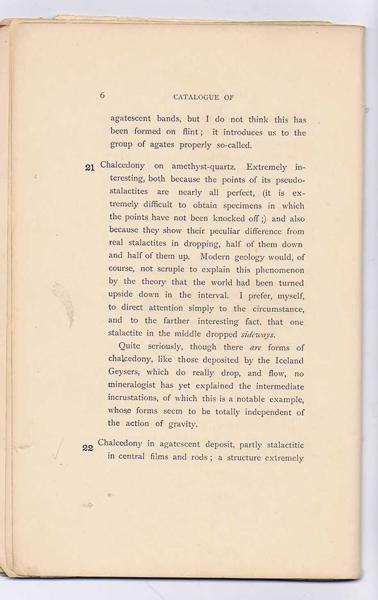 6 CATALOGUE OF
agatescent bands, but I do not think this has
been formed on flint; it introduces us to the
group of agates properly so-called.
21 Chalcedony on amethyst-quartz. Extremely in-
teresting, both because the points of its pseudo-
stalactites are nearly all perfect, (it is ex-
tremely difficult to obtain specimens in which
the points have not been knocked off;) and also
because they show their peculiar difference from
real stalactites in dropping, half of them down
and half of them up. Modern geology would, of
course, not scruple to explain this phenomenon
by the theory that the world had been turned
upside down in the interval. I prefer, myself,
to direct attention simply to the circumstance,
and to the farther interesting fact, that one
stalactite in the middle dropped sideways.
Quite seriously, though there are forms of
chalcedony, like those deposited by the Iceland
Geysers, which do really drop, and flow, no
mineralogist has yet explained the intermediate
incrustations, of which this is a notable example,
whose forms seem to be totally independent of
the action of gravity.
22 Chalcedony in agatescent deposit, partly stalactitic
in central films and rods; a structure extremely